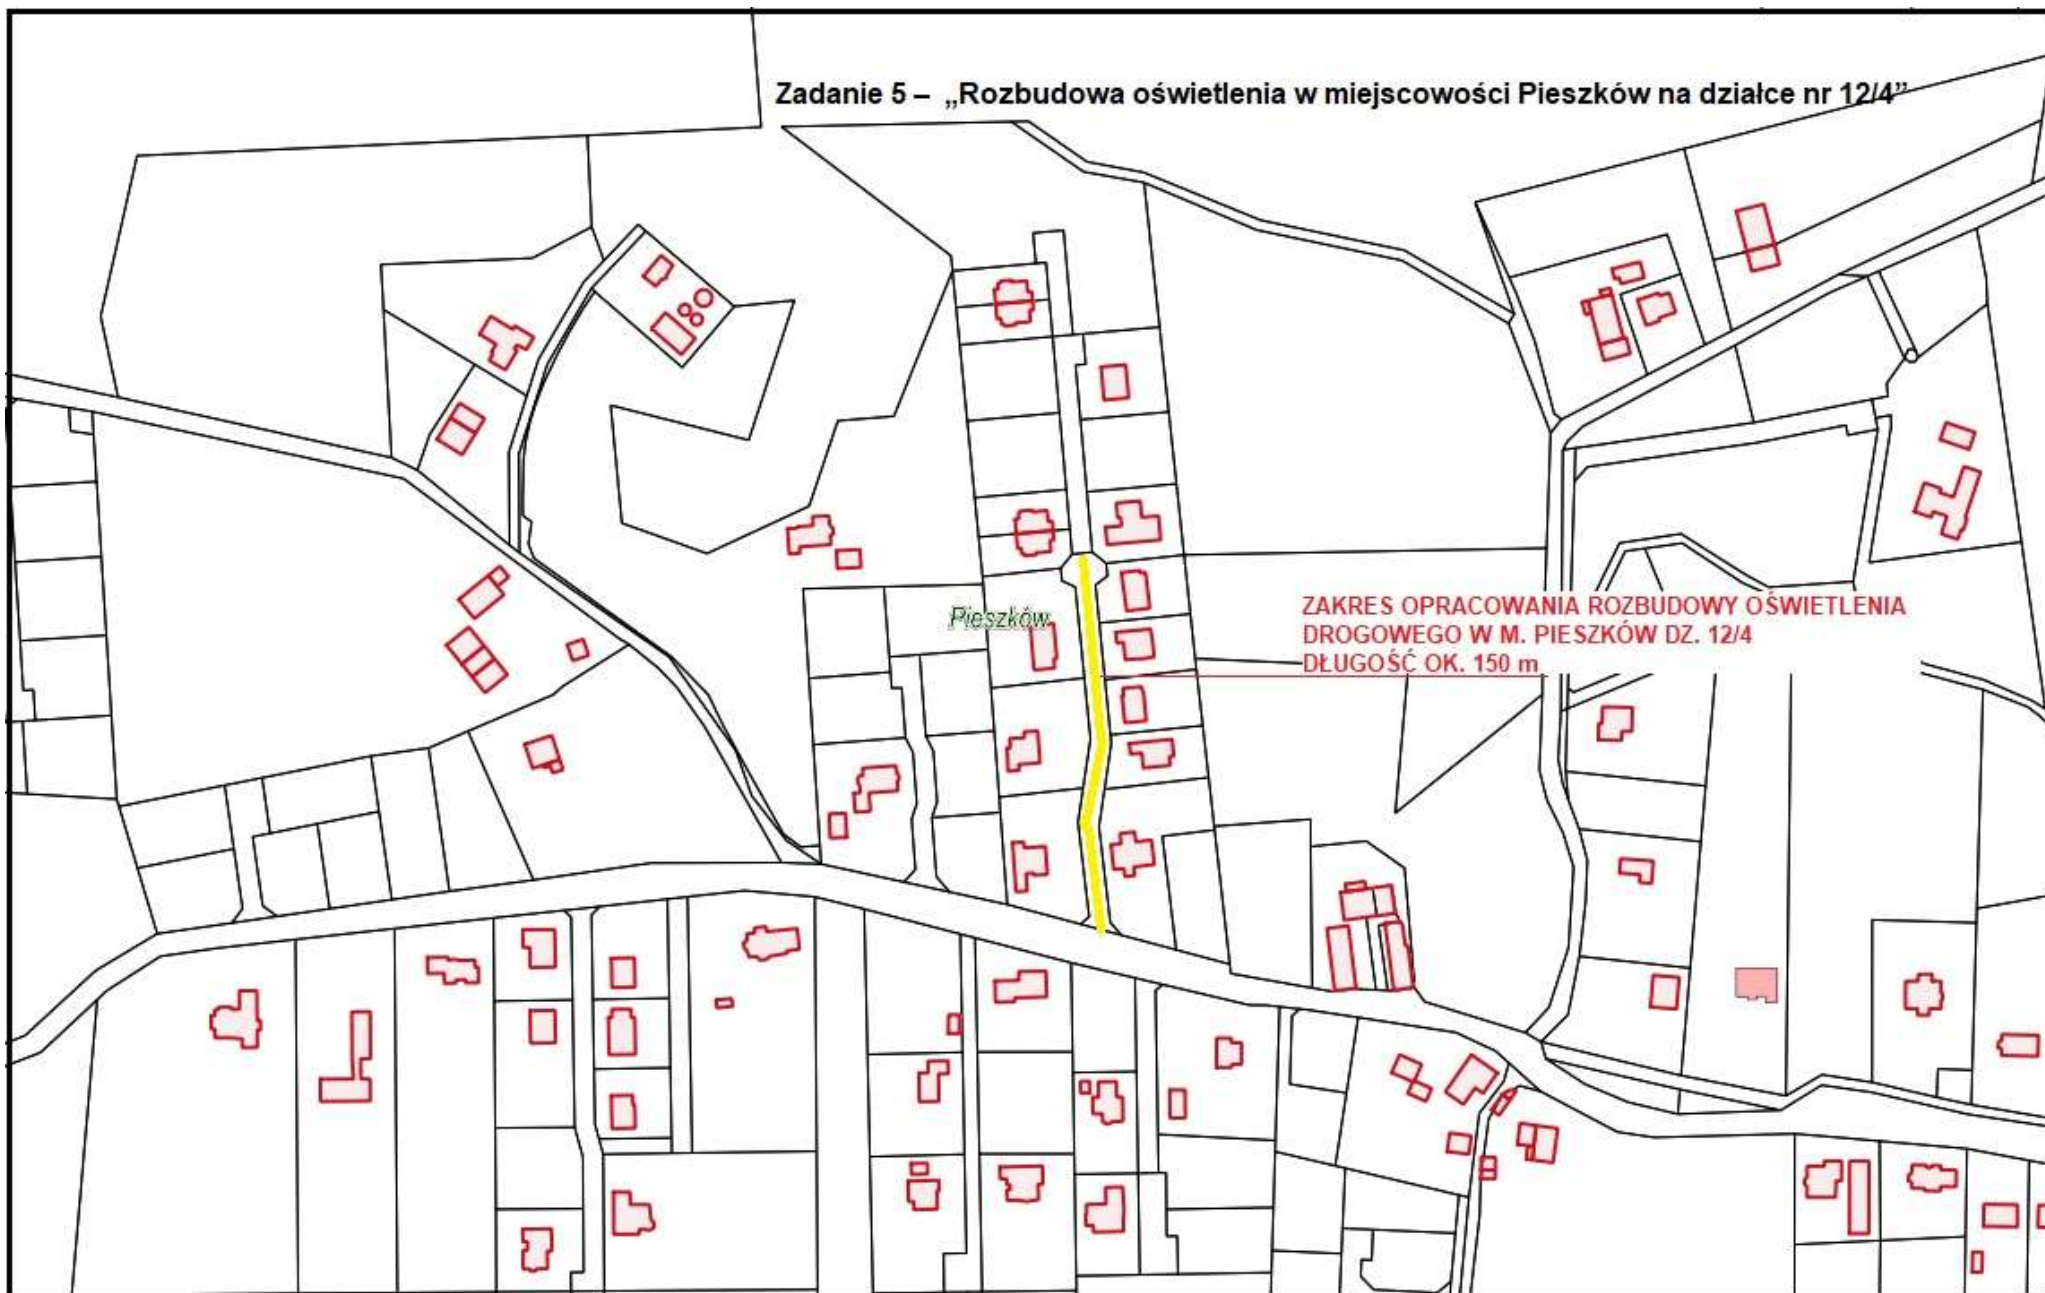 Zadanie 5 – „Rozbudowa oświetlenia w miejscowości Pieszków na działce nr 12/4”
Pieszków
ZAKRES OPRACOWANIA ROZBUDOWY OŚWIETLENIA
DROGOWEGO W M. PIESZKÓW DZ. 12/4
DŁUGOŚĆ OK. 150 m